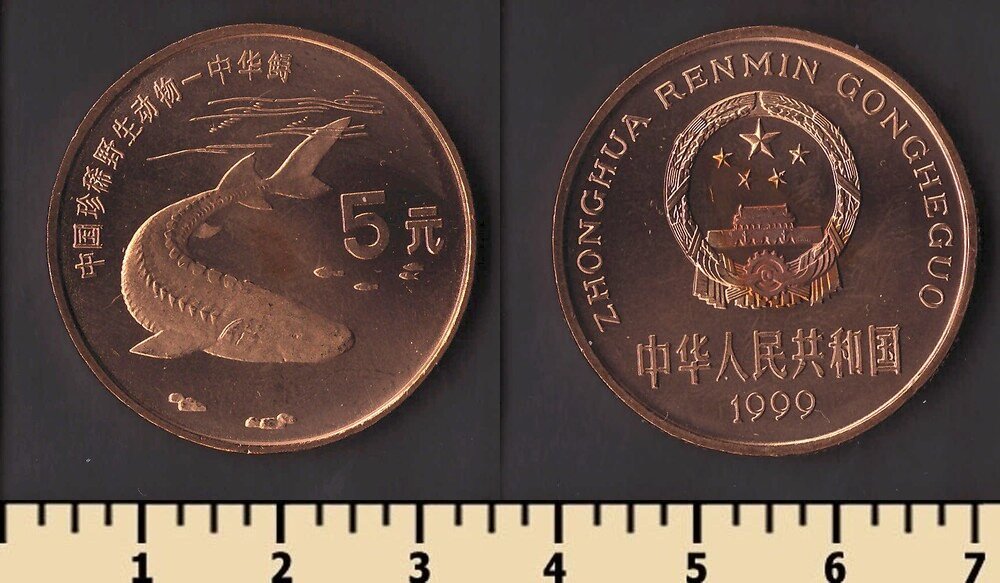 中国珍稀野生动物—中华鲟
5元
ZHONGHUA RENMIN GONGHEGUO
中华人民共和国
1999
1 2 3 4 5 6 7